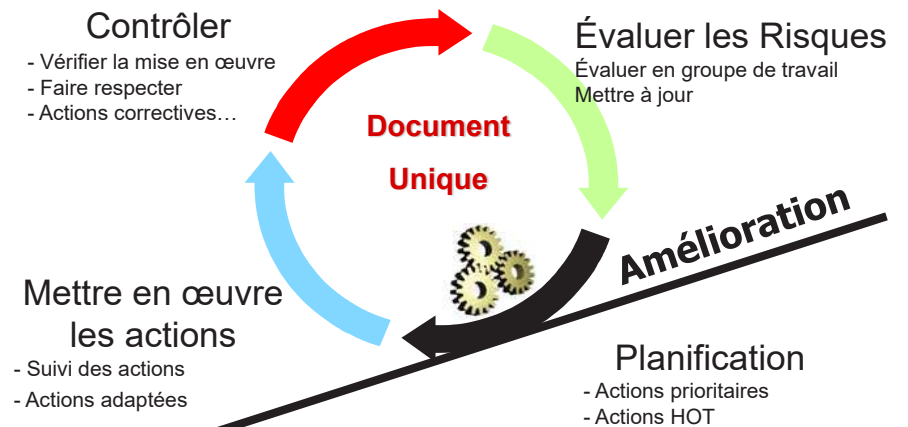 Contrôler
- Vérifier la mise en œuvre
- Faire respecter
- Actions correctives…
Évaluer les Risques
Évaluer en groupe de travail
Mettre à jour
Document
Unique
Amélioration
Mettre en œuvre
les actions
- Suivi des actions
- Actions adaptées
Planification
- Actions prioritaires
- Actions HOT